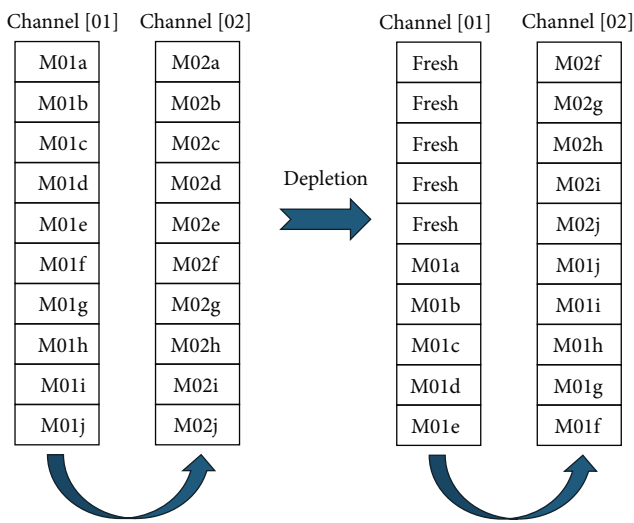 Channel [01] Channel [02] Channel [01] Channel [02]
M01a M02a Fresh M02f
M01b M02b Fresh M02g
M01c M02c Fresh M02h
M01d M02d Depletion Fresh M02i
M01e M02e Fresh M02j
M01f M02f M01a M01j
M01g M02g M01b M01i
M01h M02h M01c M01h
M01i M02i M01d M01g
M01j M02j M01e M01f